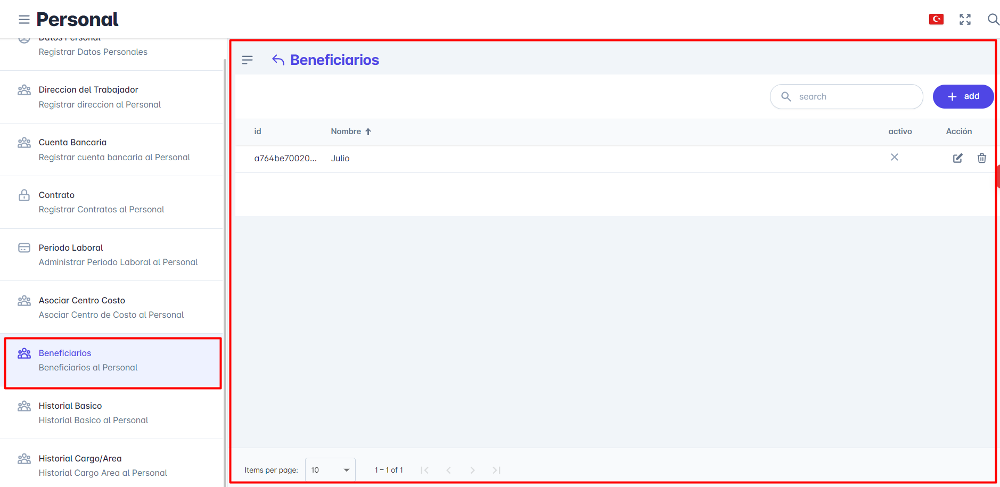 Personal
Datos Personal
Registrar Datos Personales
Direccion del Trabajador
Registrar direccion al Personal
Cuenta Bancaria
Registrar cuenta bancaria al Personal
Contrato
Registrar Contratos al Personal
Periodo Laboral
Administrar Periodo Laboral al Personal
Asociar Centro Costo
Asociar Centro de Costo al Personal
Beneficiarios
Beneficiarios al Personal
Historial Basico
Historial Basico al Personal
Historial Cargo/Area
Historial Cargo Area al Personal
Beneficiarios
search
add
id Nombre activo Acción
a764be70020... Julio
Items per page: 10 1 – 1 of 1